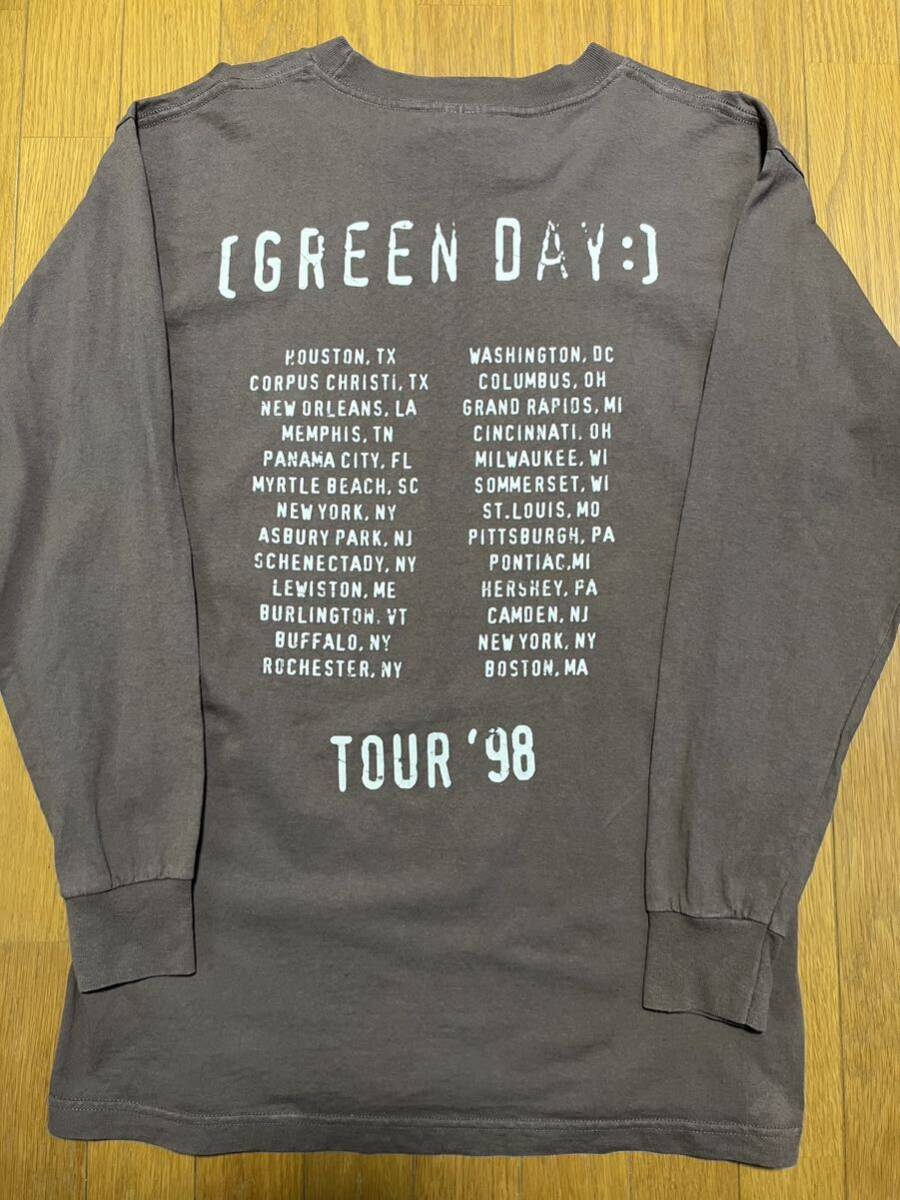 (GREEN DAY:)
HOUSTON, TX
CORPUS CHRISTI, TX
NEW ORLEANS, LA
MEMPHIS, TN
PANAMA CITY, FL
MYRTLE BEACH, SC
NEW YORK, NY
ASBURY PARK, NJ
SCHENECTADY, NY
LEWISTON, ME
BURLINGTON, VT
BUFFALO, NY
ROCHESTER, NY
WASHINGTON, DC
COLUMBUS, OH
GRAND RAPIDS, MI
CINCINNATI, OH
MILWAUKEE, WI
SOMMERSET, WI
ST.LOUIS, MO
PITTSBURGH, PA
PONTIAC,MI
HERSHEY, PA
CAMDEN, NJ
NEW YORK, NY
BOSTON, MA
TOUR '98